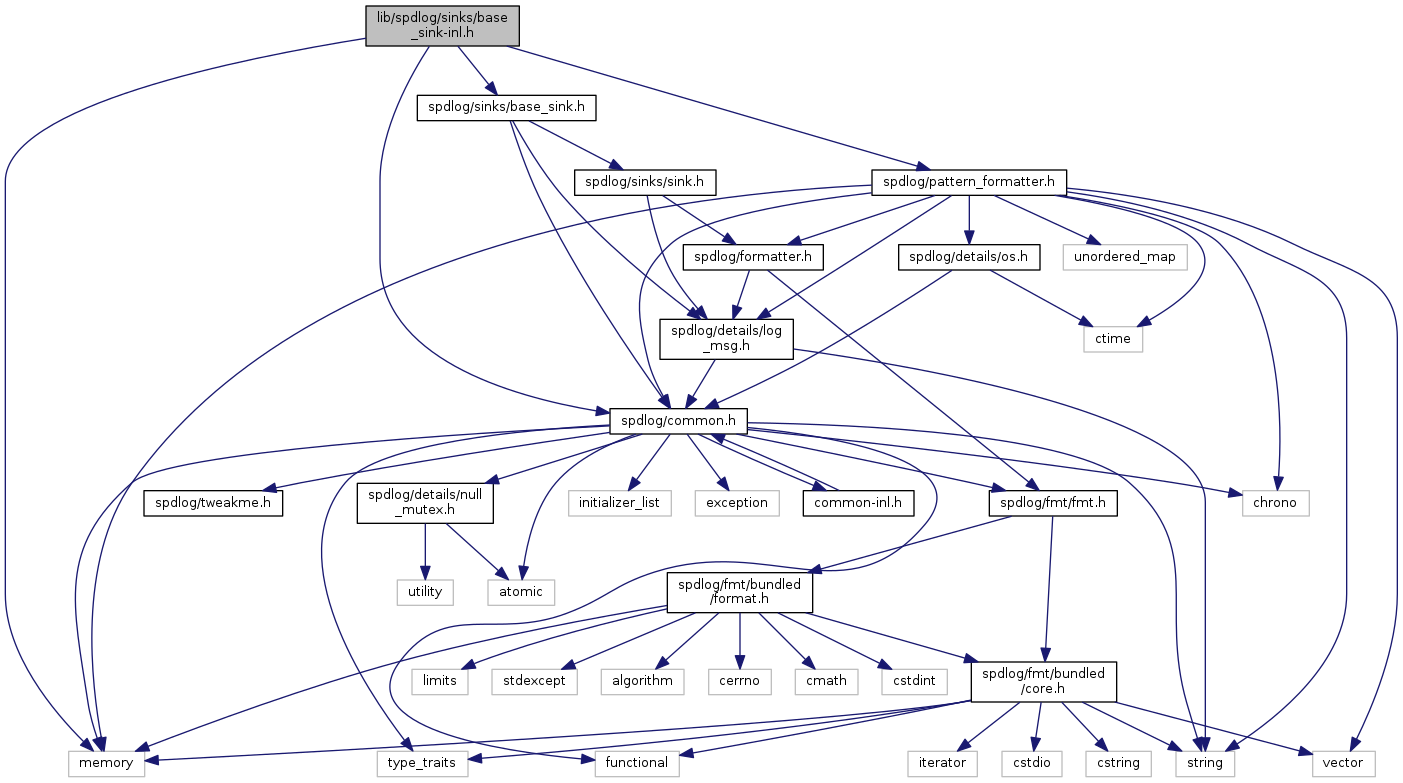 lib/spdlog/sinks/base
_sink-inl.h
spdlog/sinks/base_sink.h
spdlog/sinks/sink.h
spdlog/pattern_formatter.h
spdlog/formatter.h
spdlog/details/os.h
unordered_map
spdlog/details/log
_msg.h
ctime
spdlog/common.h
spdlog/tweakme.h
spdlog/details/null
_mutex.h
initializer_list
exception
common-inl.h
spdlog/fmt/fmt.h
chrono
utility
atomic
spdlog/fmt/bundled
/format.h
limits
stdexcept
algorithm
cerrno
cmath
cstdint
spdlog/fmt/bundled
/core.h
memory
type_traits
functional
iterator
cstdio
cstring
string
vector